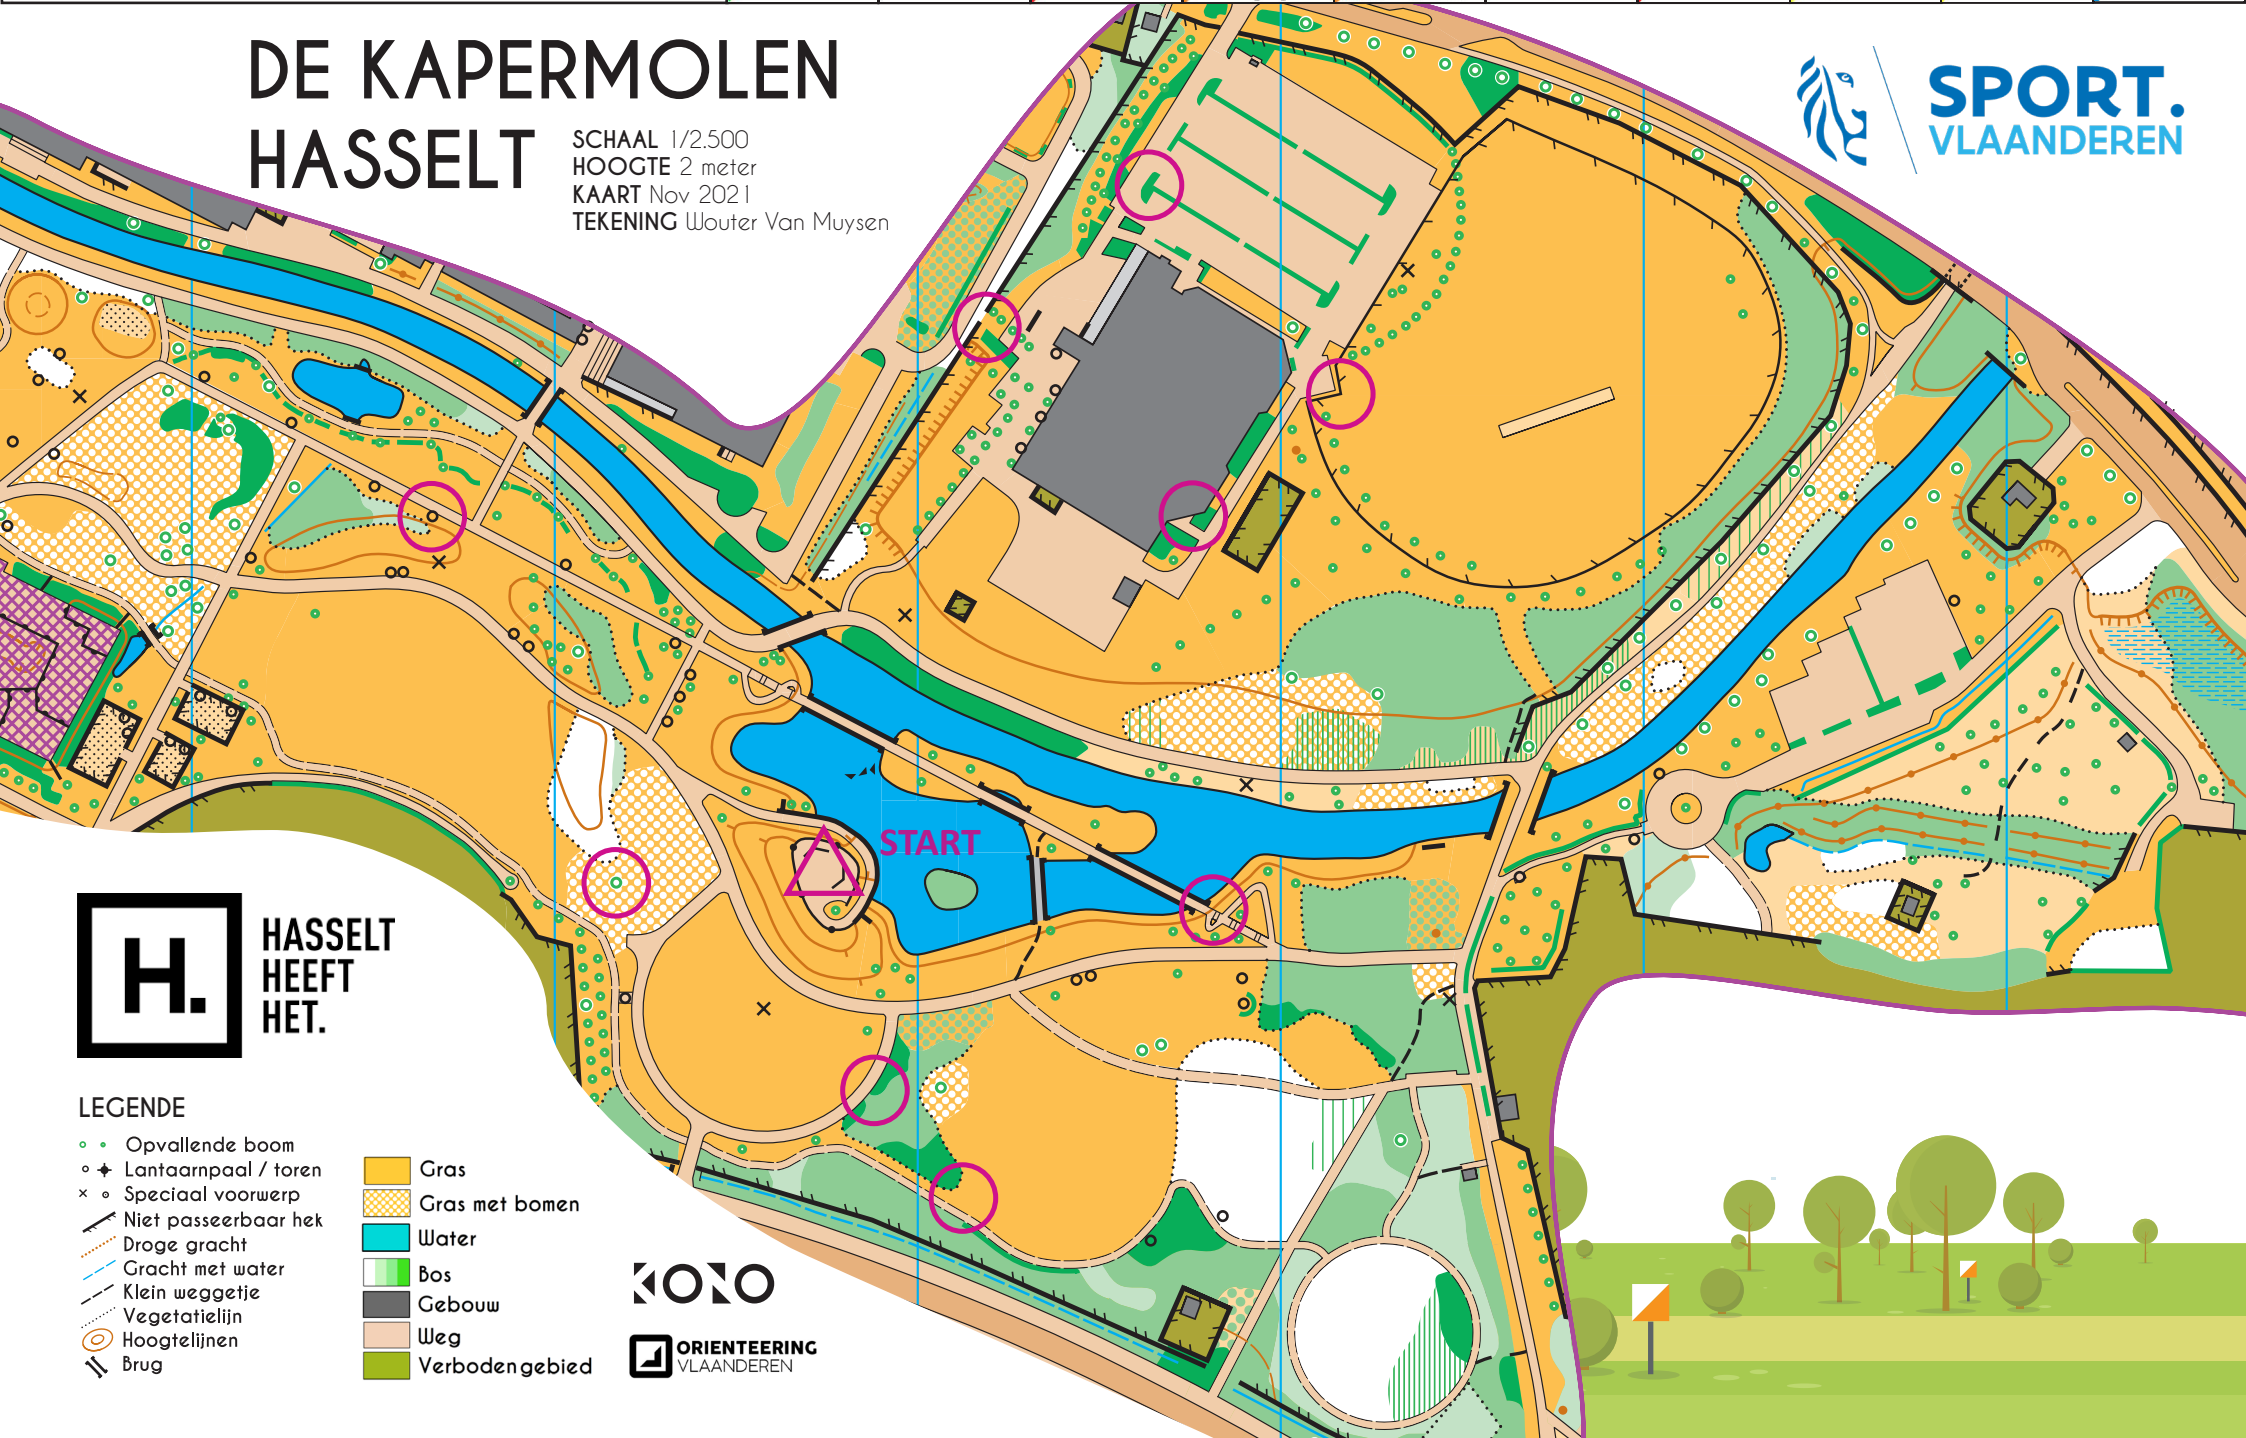 DE KAPERMOLEN
HASSELT
SCHAAL 1/2.500
HOOGTE 2 meter
KAART Nov 2021
TEKENING Wouter Van Muysen
SPORT.
VLAANDEREN
START
H.
HASSELT
HEEFT
HET.
LEGENDE
Opvallende boom
Lantaarnpaal / toren
Speciaal voorwerp
Niet passeerbaar hek
Droge gracht
Gracht met water
Klein weggetje
Vegetatielijn
Hoogtelijnen
Brug
Gras
Gras met bomen
Water
Bos
Gebouw
Weg
Verboden gebied
KONO
ORIENTEERING
VLAANDEREN